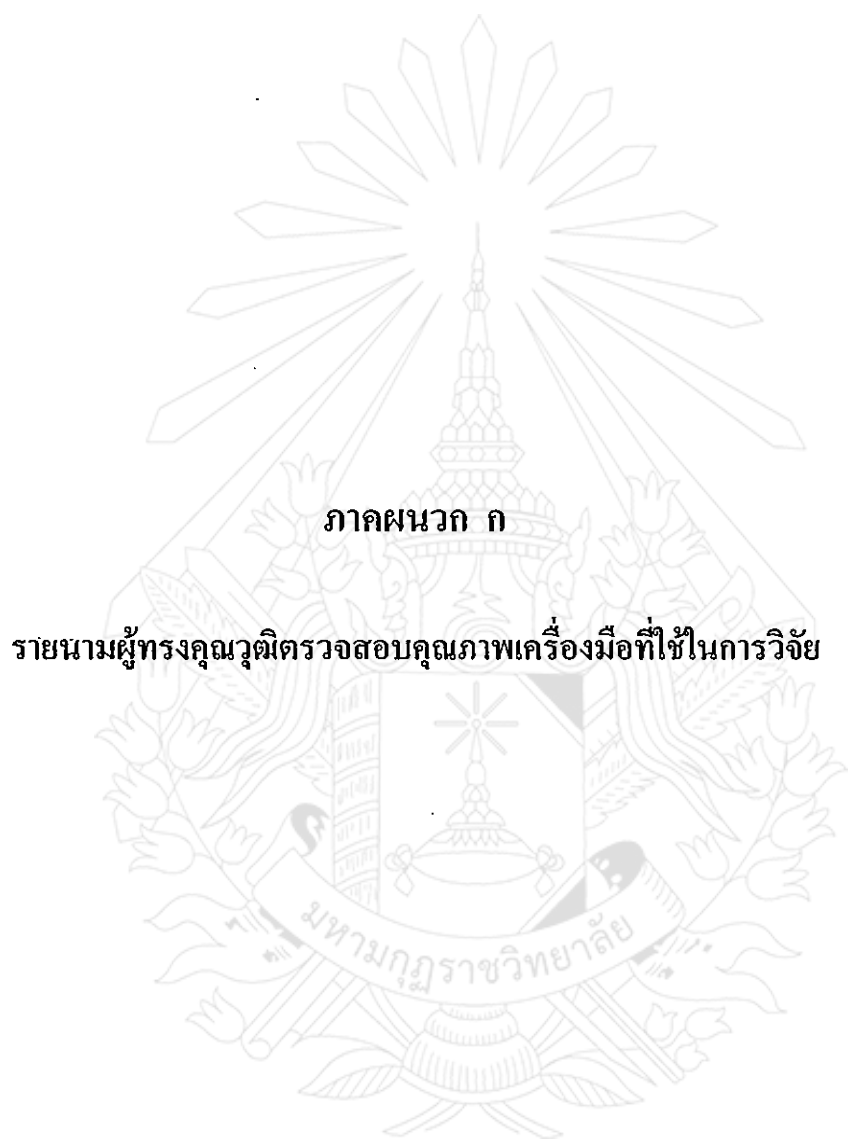 ภาคผนวก ก
รายนามผู้ทรงคุณวุฒิตรวจสอบคุณภาพเครื่องมือที่ใช้ในการวิจัย
มหามกุฏราชวิทยาลัย